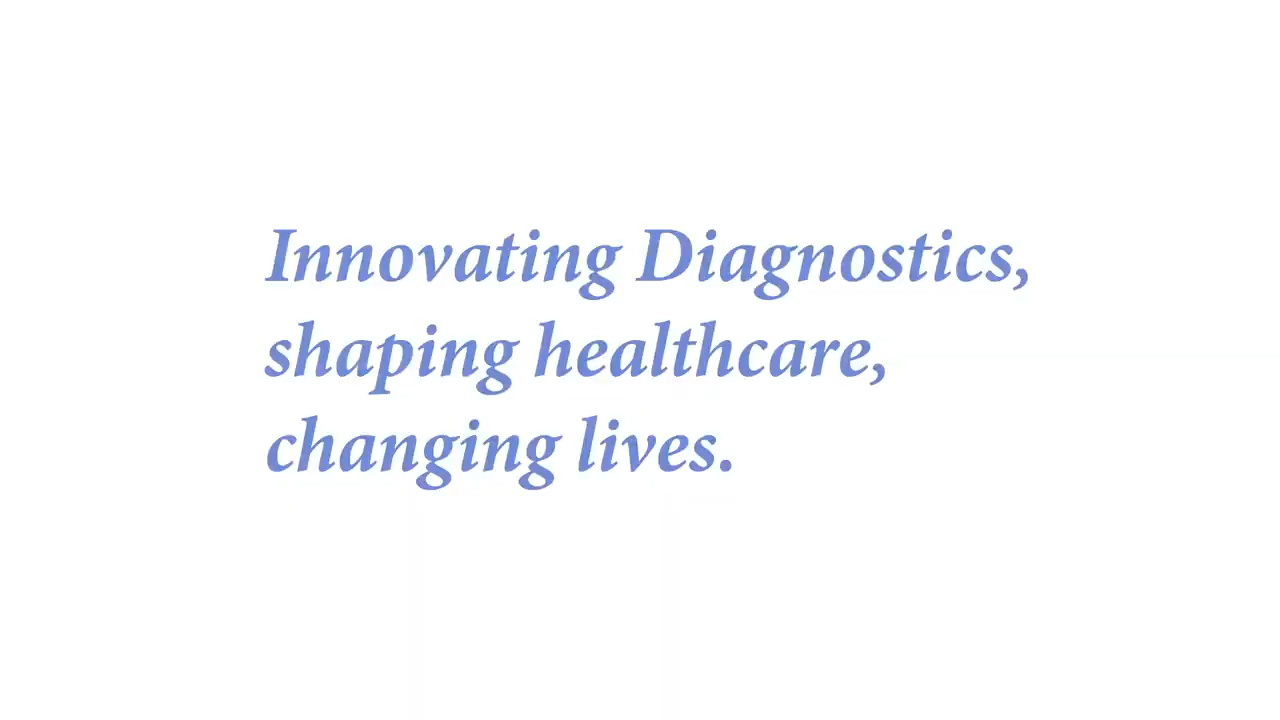 Innovating Diagnostics,
shaping healthcare,
changing lives.